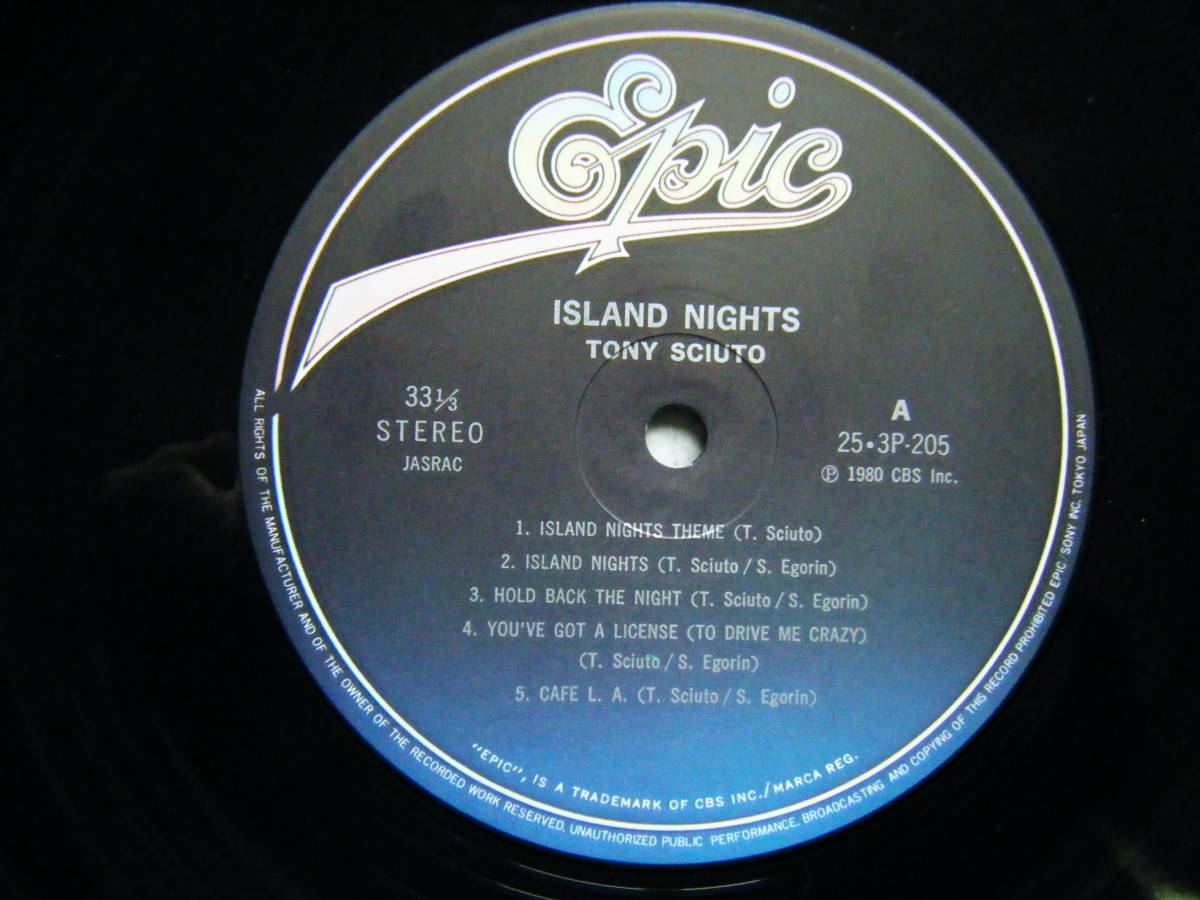 Epic
ISLAND NIGHTS
TONY SCIUTO
33⅓
STEREO
JASRAC
A
25•3P-205
Ⓟ 1980 CBS Inc.
1. ISLAND NIGHTS THEME (T. Sciuto)
2. ISLAND NIGHTS (T. Sciuto / S. Egorin)
3. HOLD BACK THE NIGHT (T. Sciuto / S. Egorin)
4. YOU'VE GOT A LICENSE (TO DRIVE ME CRAZY)
(T. Sciuto / S. Egorin)
5. CAFE L. A. (T. Sciuto / S. Egorin)
"EPIC", IS A TRADEMARK OF CBS INC./MARCA REG.
ALL RIGHTS OF THE MANUFACTURER AND OF THE OWNER OF THE RECORDED WORK RESERVED, UNAUTHORIZED PUBLIC PERFORMANCE, BROADCASTING AND COPYING OF THIS RECORD PROHIBITED EPIC/SONY INC. TOKYO JAPAN